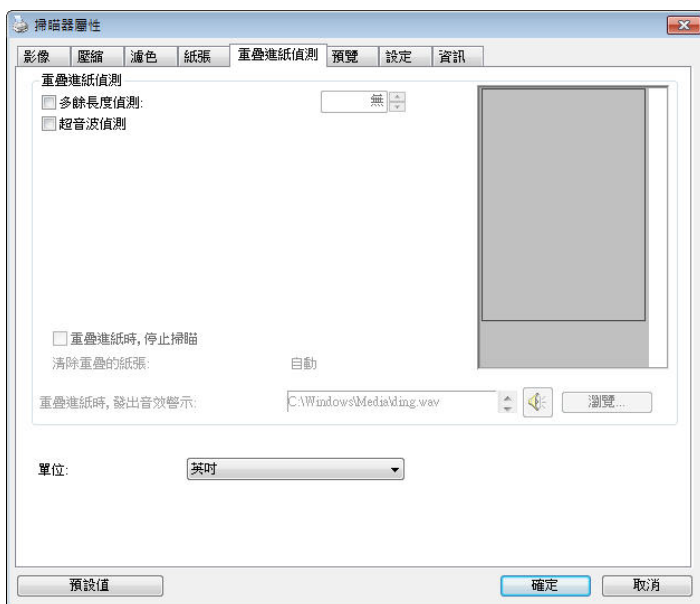 掃瞄器屬性
影像 壓縮 濾色 紙張 重疊進紙偵測 預覽 設定 資訊
重疊進紙偵測
多餘長度偵測: 無
超音波偵測
重疊進紙時, 停止掃瞄
清除重疊的紙張: 自動
重疊進紙時, 發出音效警示: C:\Windows\Media\ding.wav 瀏覽...
單位: 英吋
預設值 確定 取消